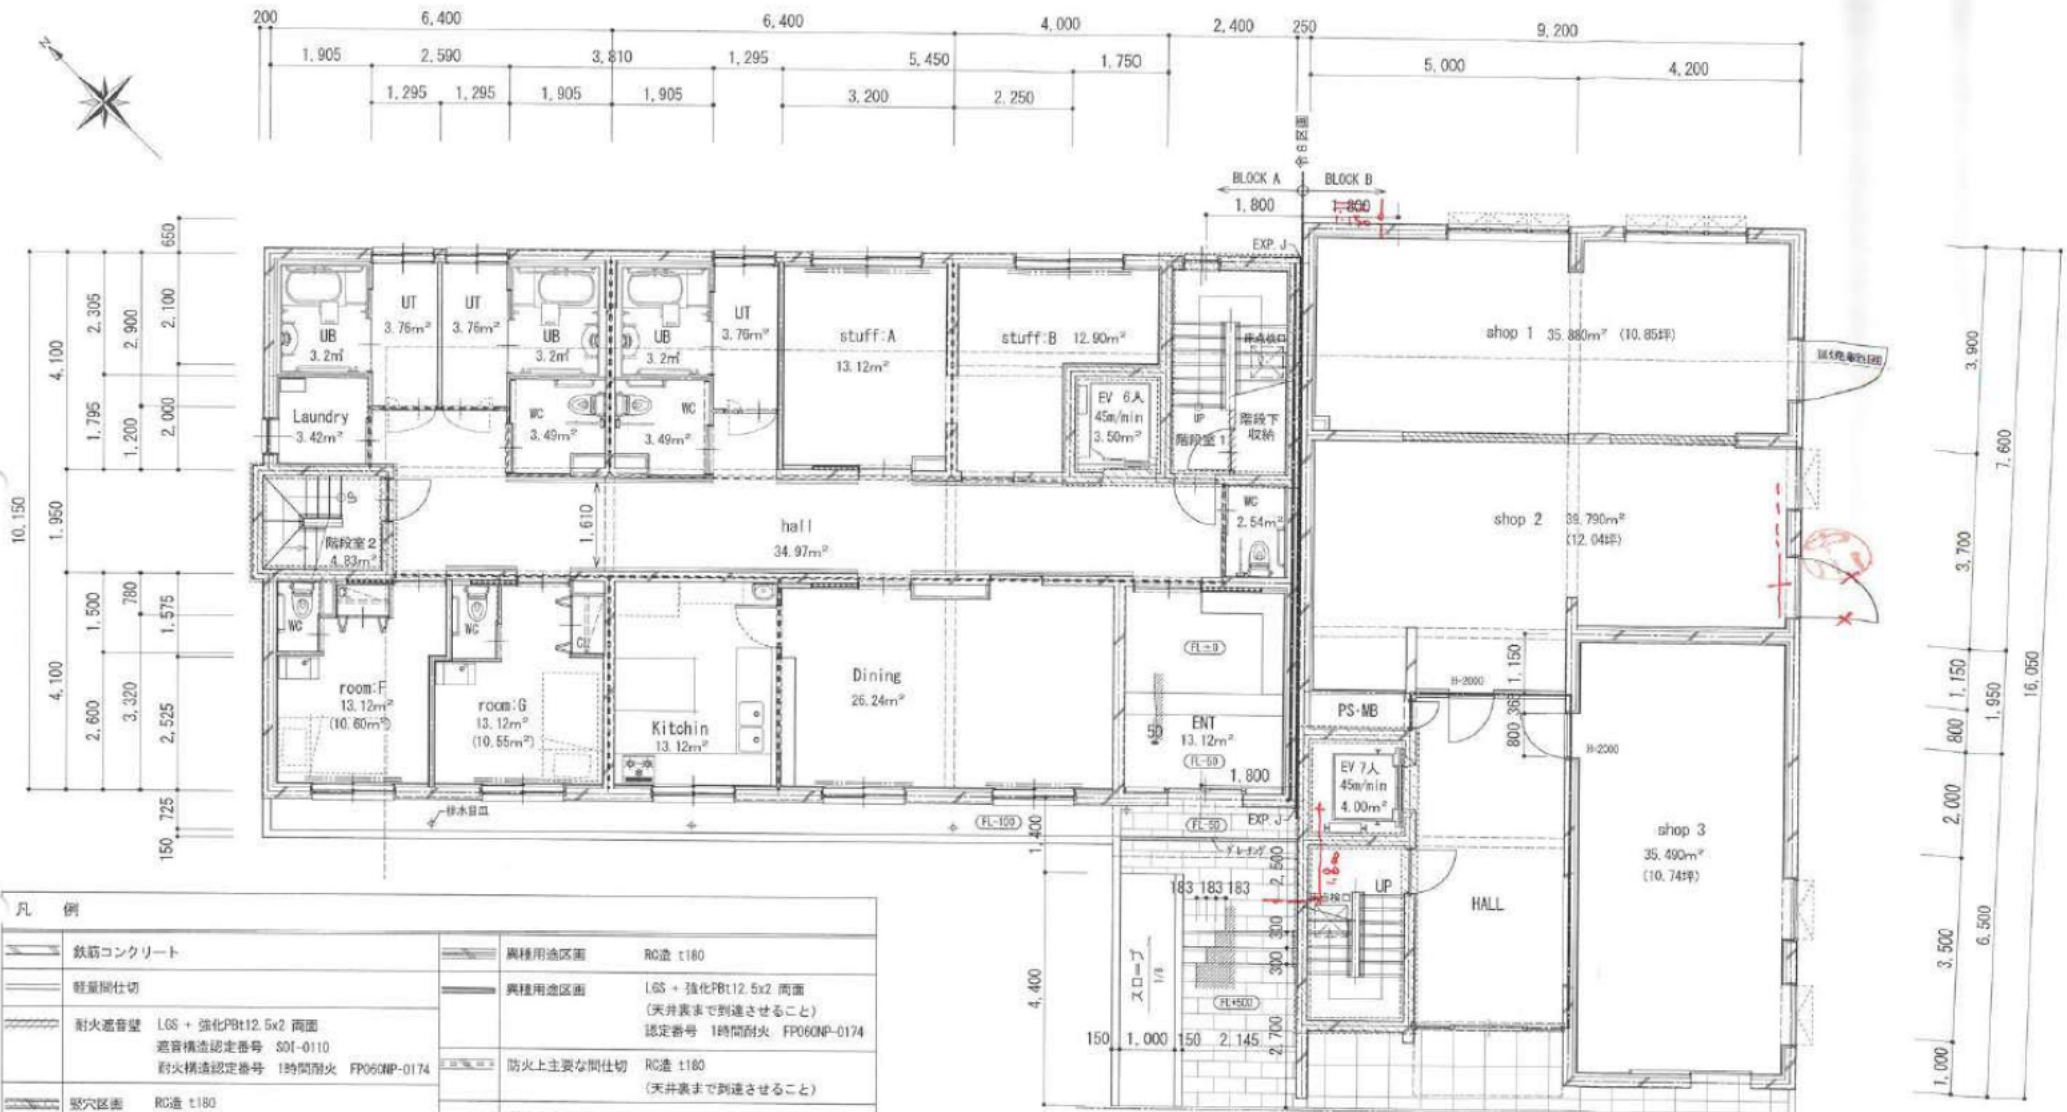 200 6,400 6,400 4,000 2,400 250 9,200
1,905 2,590 3,810 1,295 5,450 1,750 5,000 4,200
1,295 1,295 1,905 1,905 3,200 2,250
N
BLOCK A BLOCK B
1,800 1,800
EXP.J
650
10,150
4,100 1,950 4,100
2,305 1,795
2,900 1,200
2,100 2,000
1,500 2,600
780 3,320
1,575 2,525
725
150
UB
3.2㎡
UT
3.76m²
UT
3.76m²
UB
3.2㎡
UB
3.2㎡
UT
3.76m²
stuff:A
13.12m²
stuff:B 12.90m²
Laundry
3.42m²
WC
3.49m²
WC
3.49m²
EV 6人
45m/min
3.50m²
UP
階段室1
階段下
収納
階段室2
4.83m²
1,610
hall
34.97m²
WC
2.54m²
WC
room:F
13.12m²
(10.60m²)
WC
room:G
13.12m²
(10.55m²)
Kitchin
13.12m²
Dining
26.24m²
FL±0
50
ENT
13.12m²
FL-50
1,800
FL-100
FL-50
EXP.J
shop 1 35.880m² (10.85坪)
shop 2 39.790m²
(12.04坪)
H-2000
PS·MB
1,150
800
H-2000
EV 7人
45m/min
4.00m²
UP
HALL
shop 3
35.490m²
(10.74坪)
3,900 3,700 1,150 800 2,000 3,500 1,000
7,600 1,950 6,500
16,050
1,400
4,400
スロープ
1/8
183 183 183
2,500
300
300
2,700
FL+500
150 1,000 150 2,145
凡 例
鉄筋コンクリート
異種用途区画 RC造 t180
軽量間仕切
異種用途区画 LGS + 強化PBt12.5x2 両面
(天井裏まで到達させること)
認定番号 1時間耐火 FP060NP-0174
耐火遮音壁 LGS + 強化PBt12.5x2 両面
遮音構造認定番号 SOI-0110
耐火構造認定番号 1時間耐火 FP060NP-0174
防火上主要な間仕切 RC造 t180
(天井裏まで到達させること)
竪穴区画 RC造 t180